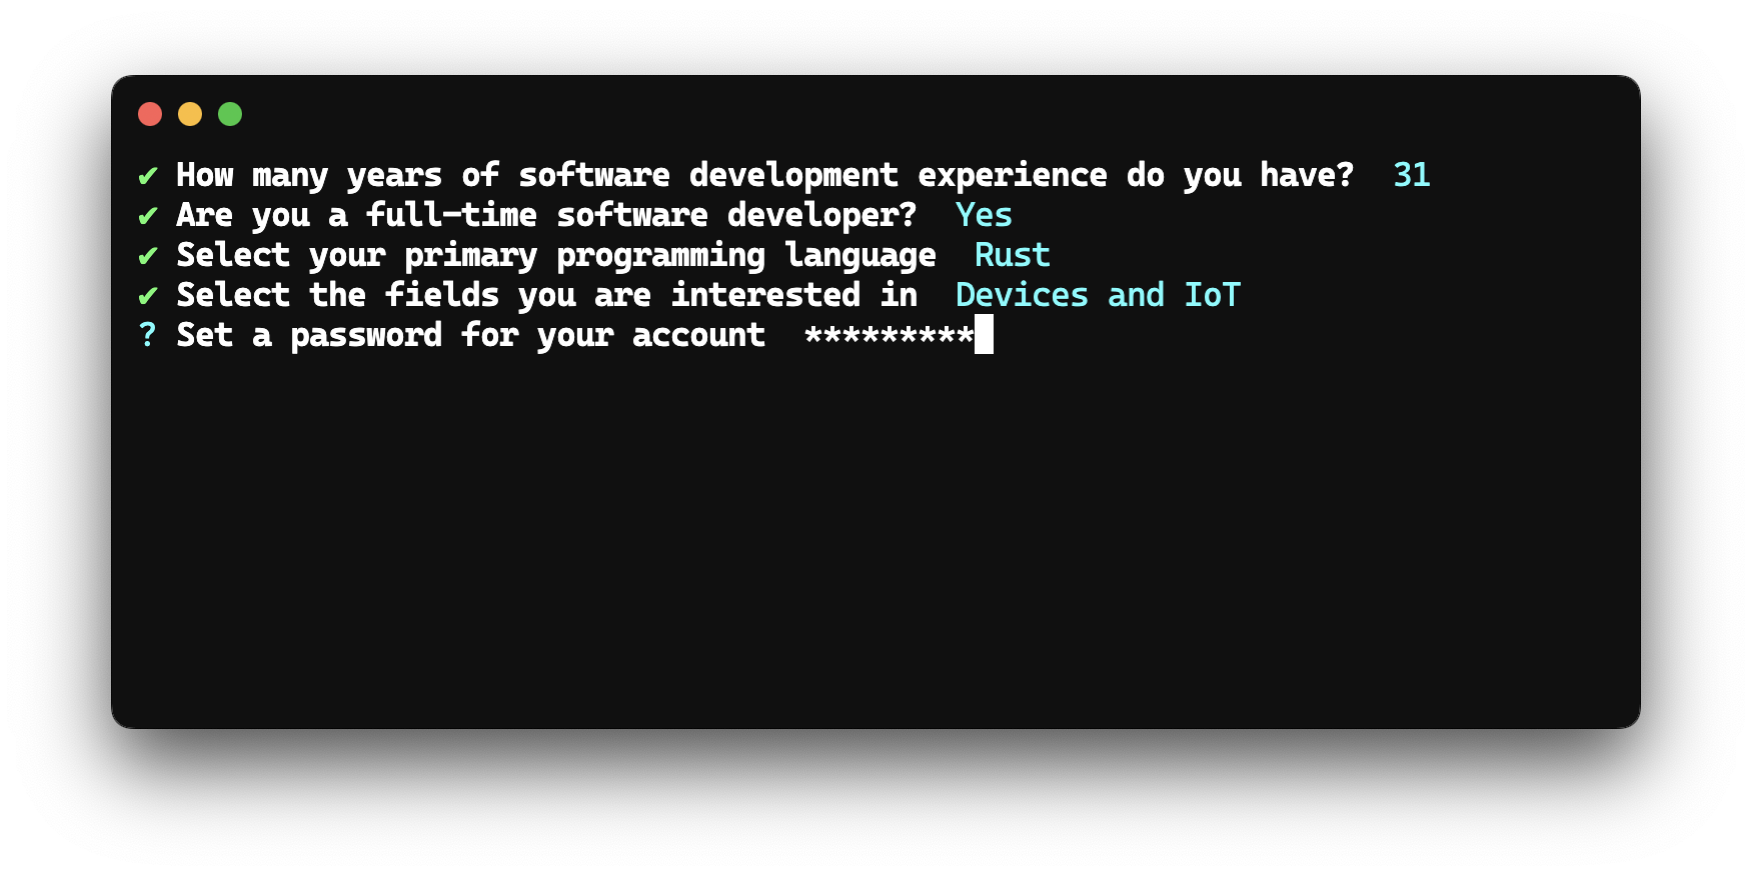 ✔ How many years of software development experience do you have?  31
✔ Are you a full-time software developer?  Yes
✔ Select your primary programming language  Rust
✔ Select the fields you are interested in  Devices and IoT
? Set a password for your account  *********